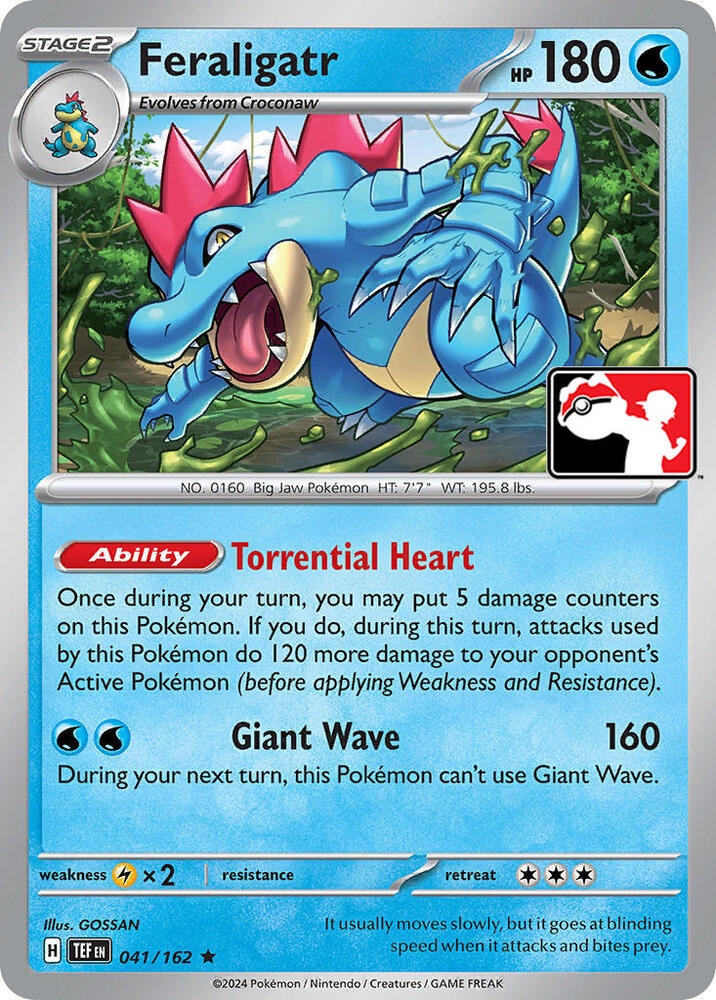 STAGE2
Feraligatr
HP 180
Evolves from Croconaw
NO. 0160 Big Jaw Pokémon HT: 7'7" WT: 195.8 lbs.
Ability Torrential Heart
Once during your turn, you may put 5 damage counters
on this Pokémon. If you do, during this turn, attacks used
by this Pokémon do 120 more damage to your opponent's
Active Pokémon (before applying Weakness and Resistance).
Giant Wave 160
During your next turn, this Pokémon can't use Giant Wave.
weakness ×2 resistance retreat
Illus. GOSSAN
It usually moves slowly, but it goes at blinding
speed when it attacks and bites prey.
H TEF EN 041/162 ★
©2024 Pokémon / Nintendo / Creatures / GAME FREAK